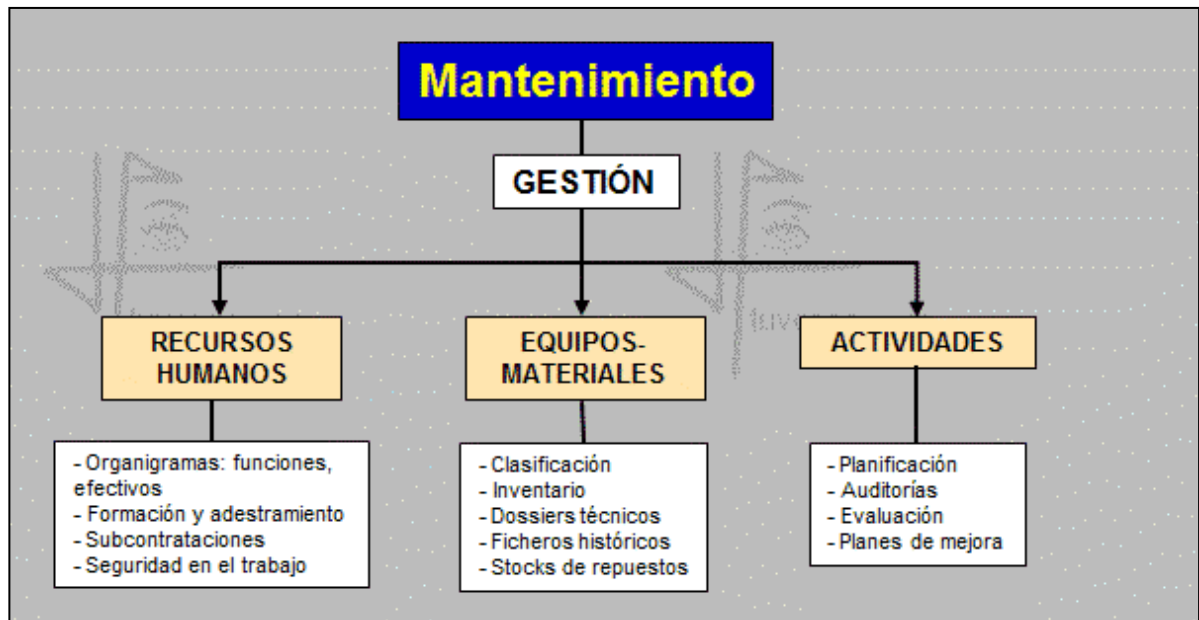 Mantenimiento
GESTIÓN
RECURSOS
HUMANOS
- Organigramas: funciones,
efectivos
- Formación y adestramiento
- Subcontrataciones
- Seguridad en el trabajo
EQUIPOS-
MATERIALES
- Clasificación
- Inventario
- Dossiers técnicos
- Ficheros históricos
- Stocks de repuestos
ACTIVIDADES
- Planificación
- Auditorías
- Evaluación
- Planes de mejora